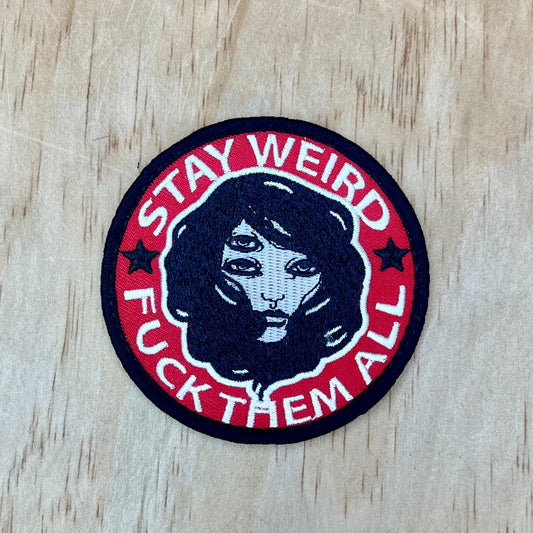 STAY WEIRD
FUCK THEM ALL